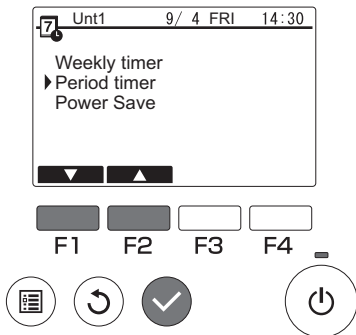 7 Unt1 9/ 4 FRI 14:30
Weekly timer
Period timer
Power Save
F1 F2 F3 F4